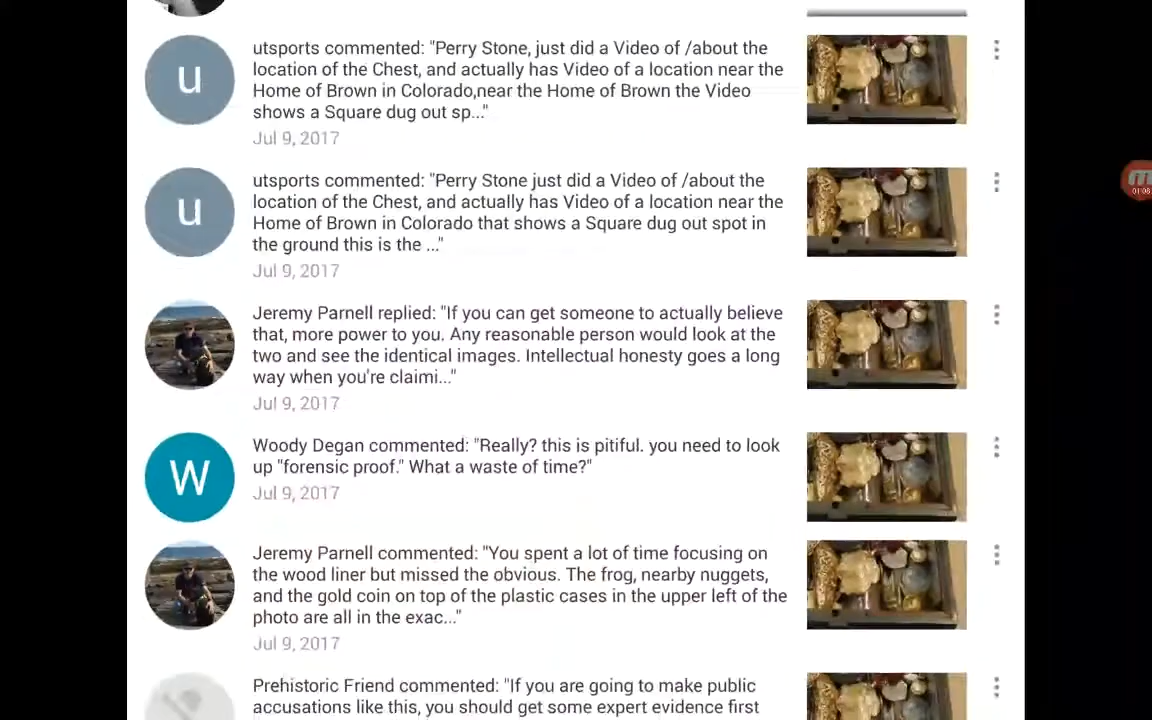 utsports commented: "Perry Stone, just did a Video of /about the
location of the Chest, and actually has Video of a location near the
Home of Brown in Colorado,near the Home of Brown the Video
shows a Square dug out sp..."
Jul 9, 2017
u
utsports commented: "Perry Stone just did a Video of /about the
location of the Chest, and actually has Video of a location near the
Home of Brown in Colorado that shows a Square dug out spot in
the ground this is the ..."
Jul 9, 2017
u
Jeremy Parnell replied: "If you can get someone to actually believe
that, more power to you. Any reasonable person would look at the
two and see the identical images. Intellectual honesty goes a long
way when you're claimi..."
Jul 9, 2017
Woody Degan commented: "Really? this is pitiful. you need to look
up "forensic proof." What a waste of time?"
Jul 9, 2017
W
Jeremy Parnell commented: "You spent a lot of time focusing on
the wood liner but missed the obvious. The frog, nearby nuggets,
and the gold coin on top of the plastic cases in the upper left of the
photo are all in the exac..."
Jul 9, 2017
Prehistoric Friend commented: "If you are going to make public
accusations like this, you should get some expert evidence first